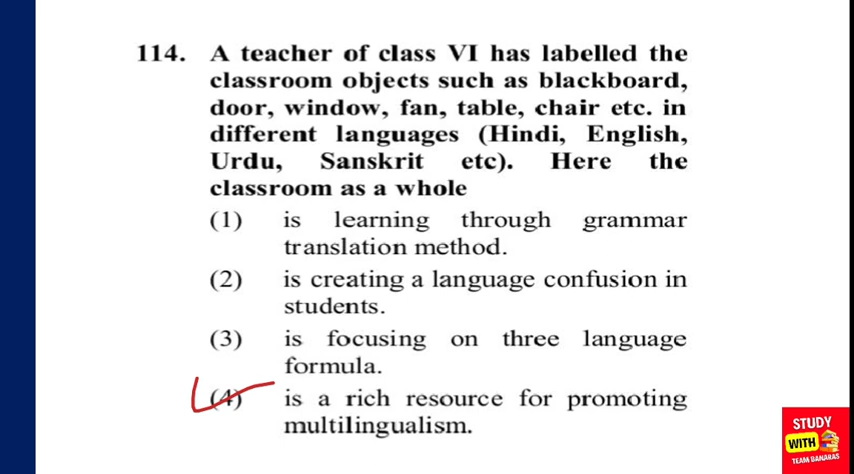 114. A teacher of class VI has labelled the
classroom objects such as blackboard,
door, window, fan, table, chair etc. in
different languages (Hindi, English,
Urdu, Sanskrit etc). Here the
classroom as a whole
(1) is learning through grammar
translation method.
(2) is creating a language confusion in
students.
(3) is focusing on three language
formula.
(4) is a rich resource for promoting
multilingualism.
STUDY
WITH
TEAM BANARAS